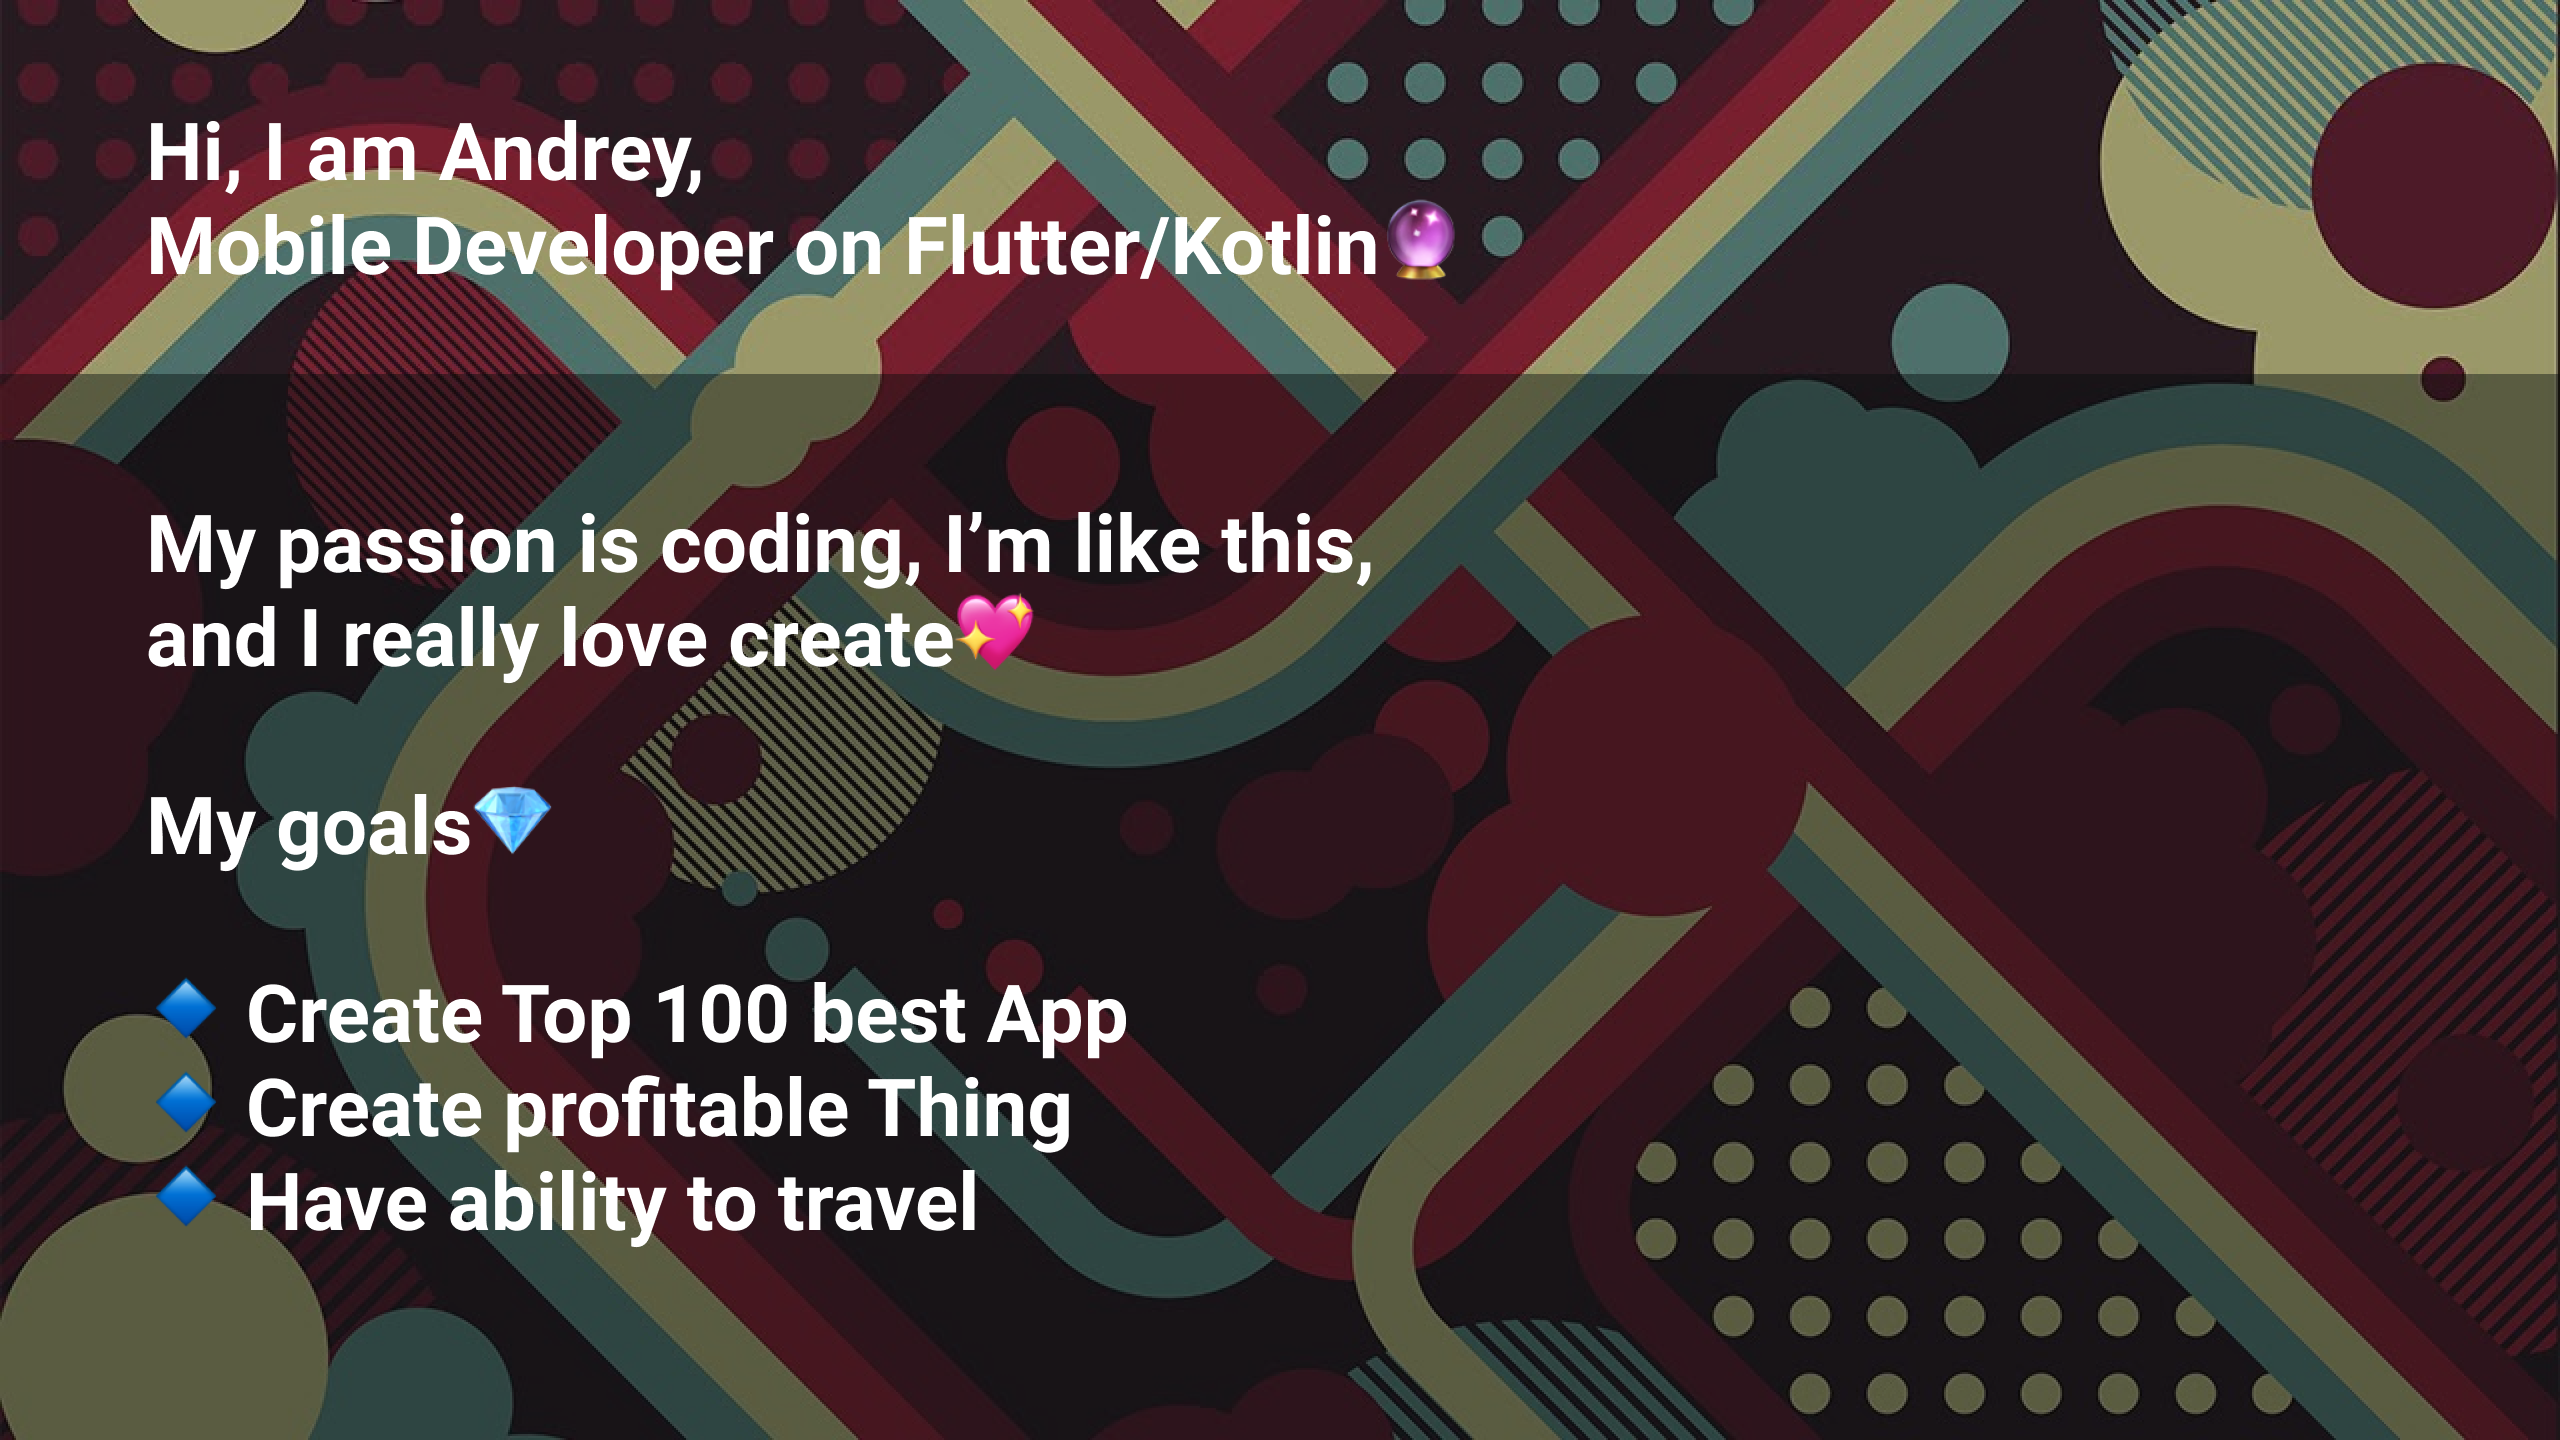 Hi, I am Andrey,
Mobile Developer on Flutter/Kotlin🔮
My passion is coding, I’m like this,
and I really love create💖
My goals💎
🔹 Create Top 100 best App
🔹 Create profitable Thing
🔹 Have ability to travel